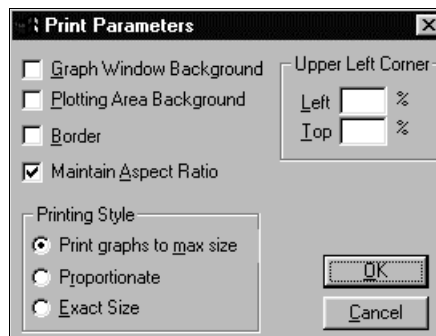 Print Parameters
Graph Window Background
Plotting Area Background
Border
Maintain Aspect Ratio
Upper Left Corner
Left %
Top %
Printing Style
Print graphs to max size
Proportionate
Exact Size
OK
Cancel